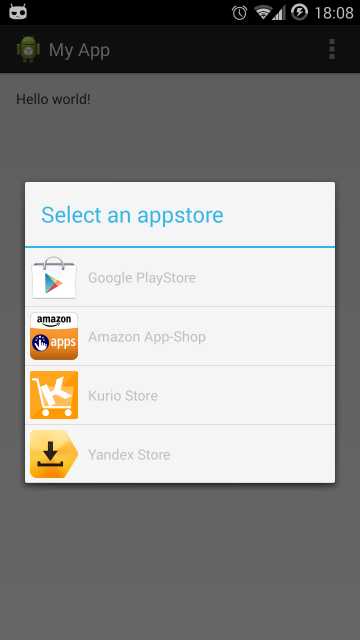 18:08
My App
Hello world!
Select an appstore
Google PlayStore
amazon
apps
Amazon App-Shop
Kurio Store
Yandex Store